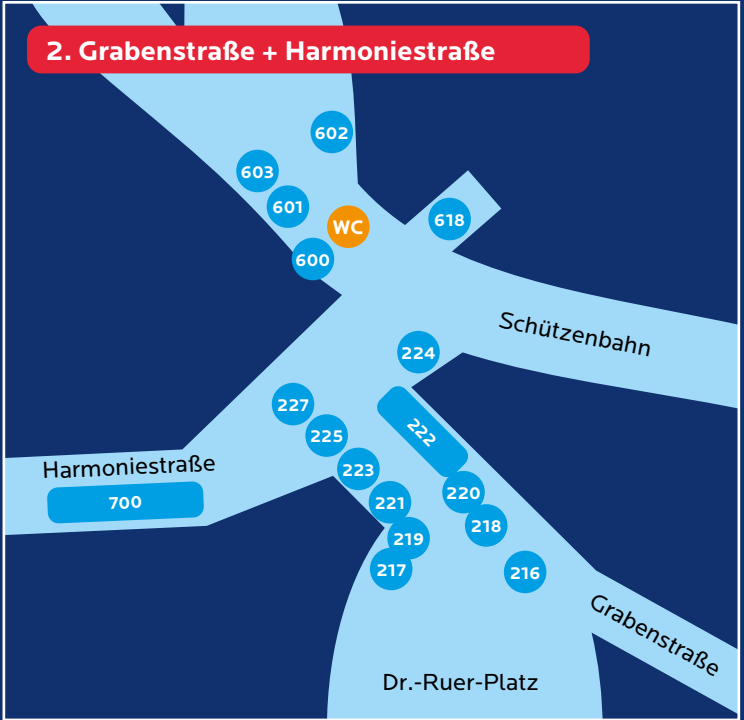 2. Grabenstraße + Harmoniestraße
602
603
601
618
WC
600
Schützenbahn
224
227
222
225
Harmoniestraße
223
700
220
221
218
219
217
216
Grabenstraße
Dr.-Ruer-Platz